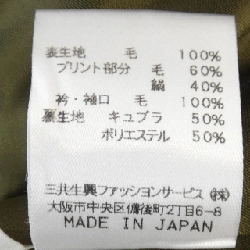 表生地 毛 100%
プリント部分 毛 60%
絹 40%
衿・袖口 毛 100%
裏生地 キュプラ 50%
ポリエステル 50%
三共生興ファッションサービス(株)
大阪市中央区備後町2丁目6-8
MADE IN JAPAN